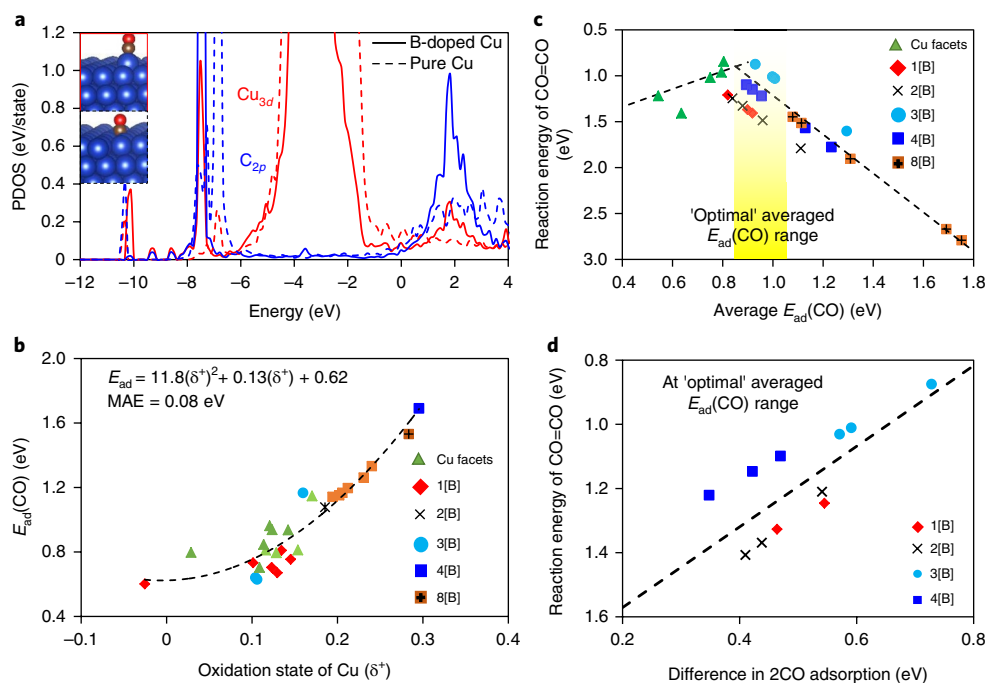 a
PDOS (eV/state)
1.2
1.0
0.8
0.6
0.4
0.2
0
B-doped Cu
Pure Cu
Cu3d
C2p
−12 −10 −8 −6 −4 −2 0 2 4
Energy (eV)
b
Ead(CO) (eV)
2.0
1.6
1.2
0.8
0.4
Ead = 11.8(δ+)2+ 0.13(δ+) + 0.62
MAE = 0.08 eV
Cu facets
1[B]
2[B]
3[B]
4[B]
8[B]
−0.1 0 0.1 0.2 0.3 0.4
Oxidation state of Cu (δ+)
c
Reaction energy of CO=CO
(eV)
0.5
1.0
1.5
2.0
2.5
3.0
Cu facets
1[B]
2[B]
3[B]
4[B]
8[B]
'Optimal' averaged
Ead(CO) range
0.4 0.6 0.8 1.0 1.2 1.4 1.6 1.8
Average Ead(CO) (eV)
d
Reaction energy of CO=CO (eV)
0.8
1.2
1.4
1.6
At 'optimal' averaged
Ead(CO) range
1[B]
2[B]
3[B]
4[B]
0.2 0.4 0.6 0.8
Difference in 2CO adsorption (eV)